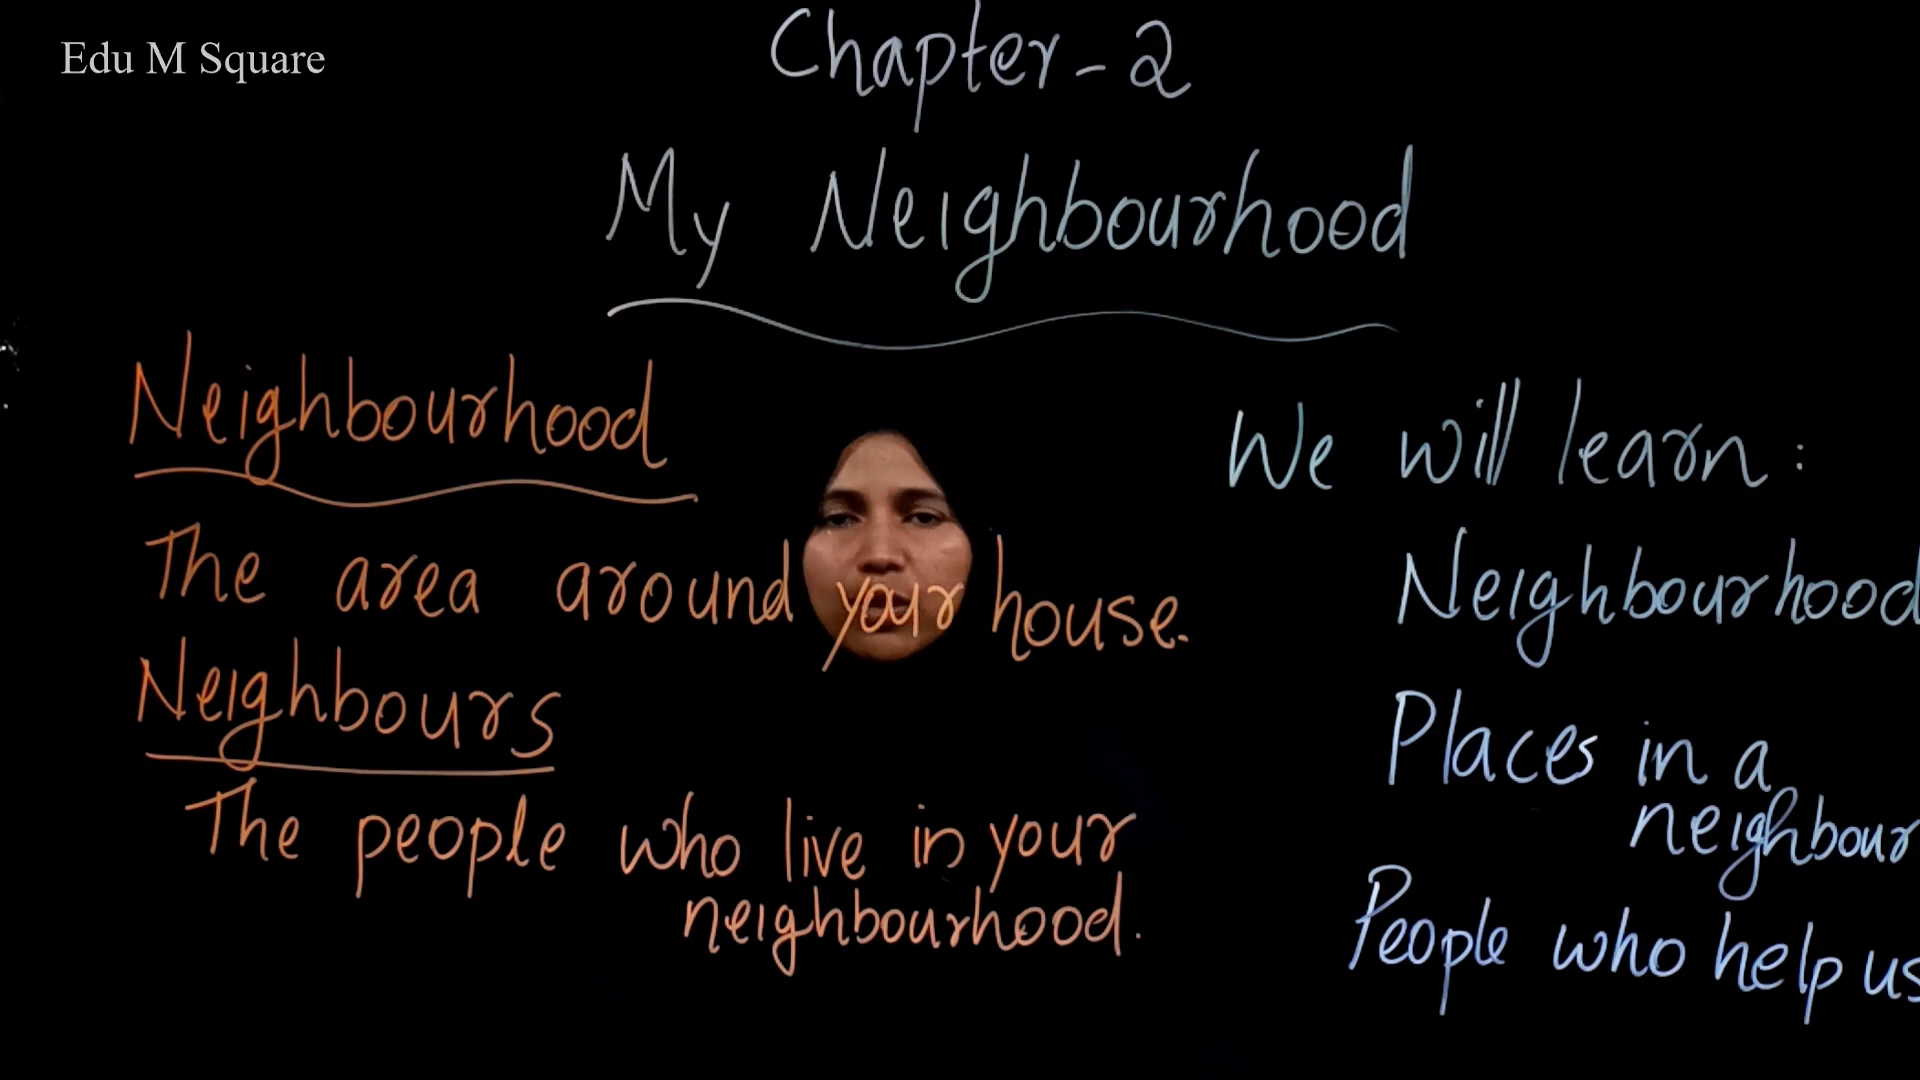 Edu M Square
Chapter - 2
My Neighbourhood
Neighbourhood
The area around your house.
Neighbours
The people who live in your
neighbourhood.
We will learn :
Neighbourhood
Places in a
neighbour
People who help us